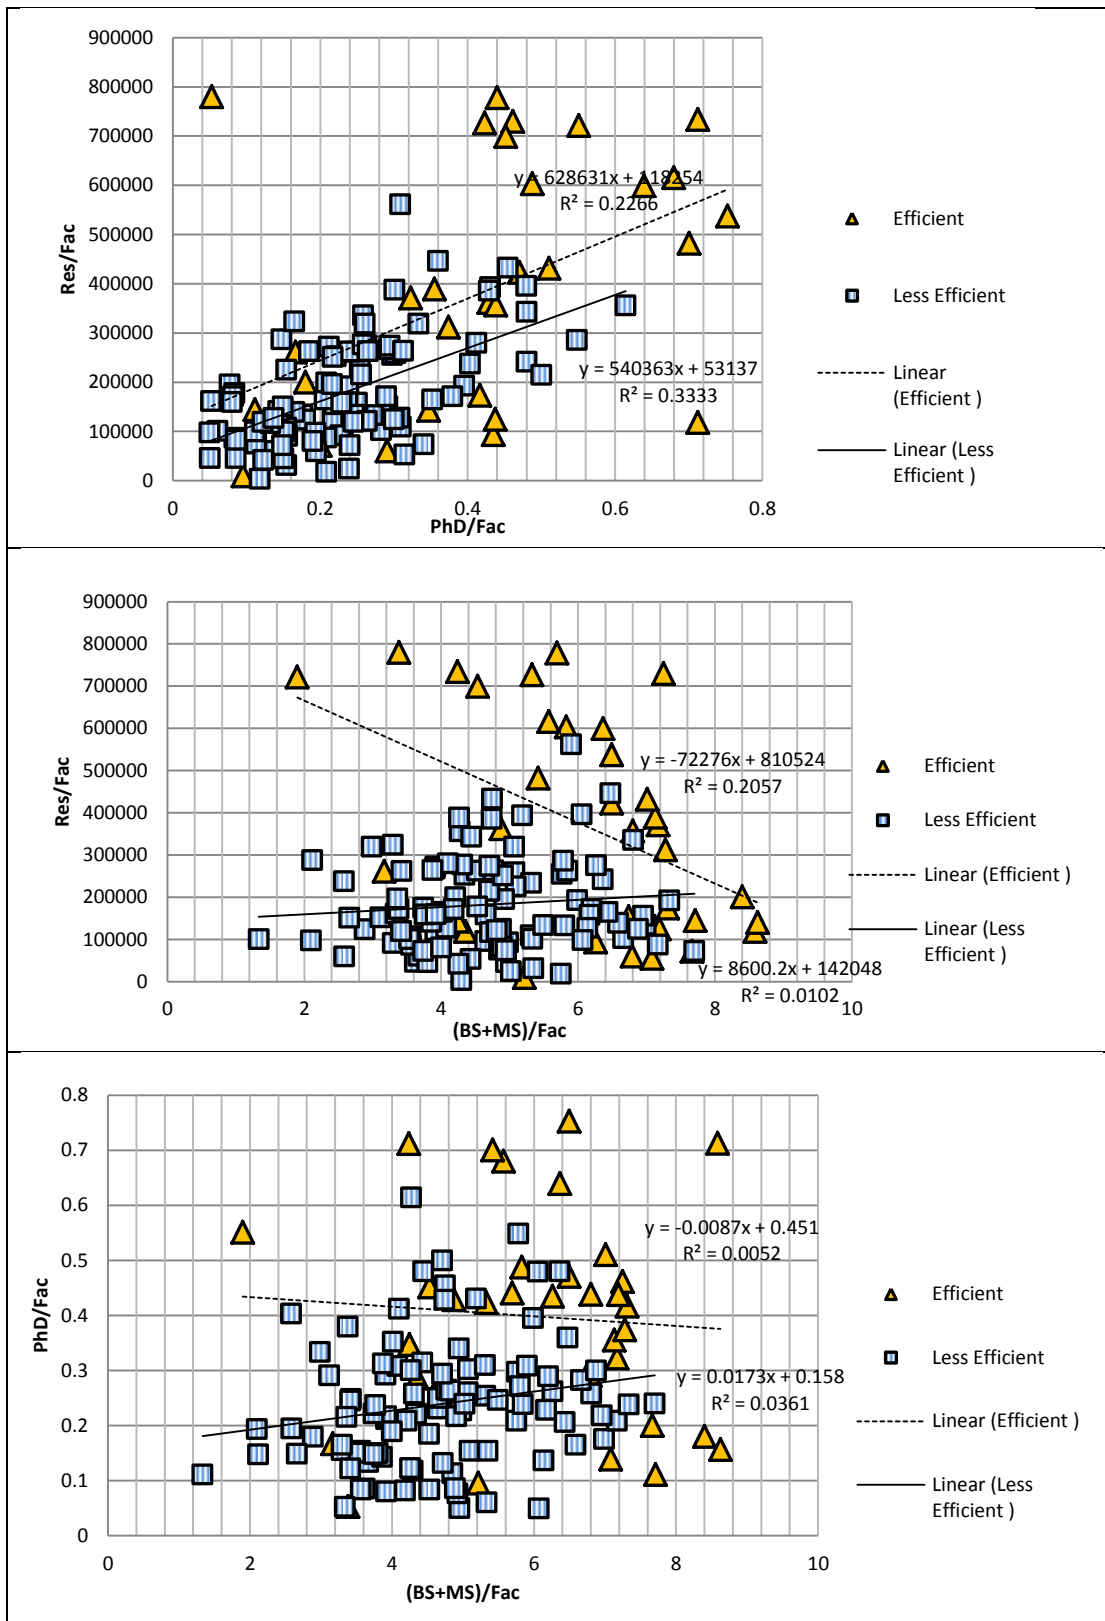 900000
800000
700000
600000
500000
400000
300000
200000
100000
0
Res/Fac
y = 628631x + 118254
R² = 0.2266
y = 540363x + 53137
R² = 0.3333
0 0.2 0.4 0.6 0.8
PhD/Fac
Efficient
Less Efficient
Linear
(Efficient )
Linear (Less
Efficient )
900000
800000
700000
600000
500000
400000
300000
200000
100000
0
Res/Fac
y = -72276x + 810524
R² = 0.2057
y = 8600.2x + 142048
R² = 0.0102
0 2 4 6 8 10
(BS+MS)/Fac
Efficient
Less Efficient
Linear (Efficient )
Linear (Less
Efficient )
0.8
0.7
0.6
0.5
0.4
0.3
0.2
0.1
0
PhD/Fac
y = -0.0087x + 0.451
R² = 0.0052
y = 0.0173x + 0.158
R² = 0.0361
0 2 4 6 8 10
(BS+MS)/Fac
Efficient
Less Efficient
Linear (Efficient )
Linear (Less
Efficient )